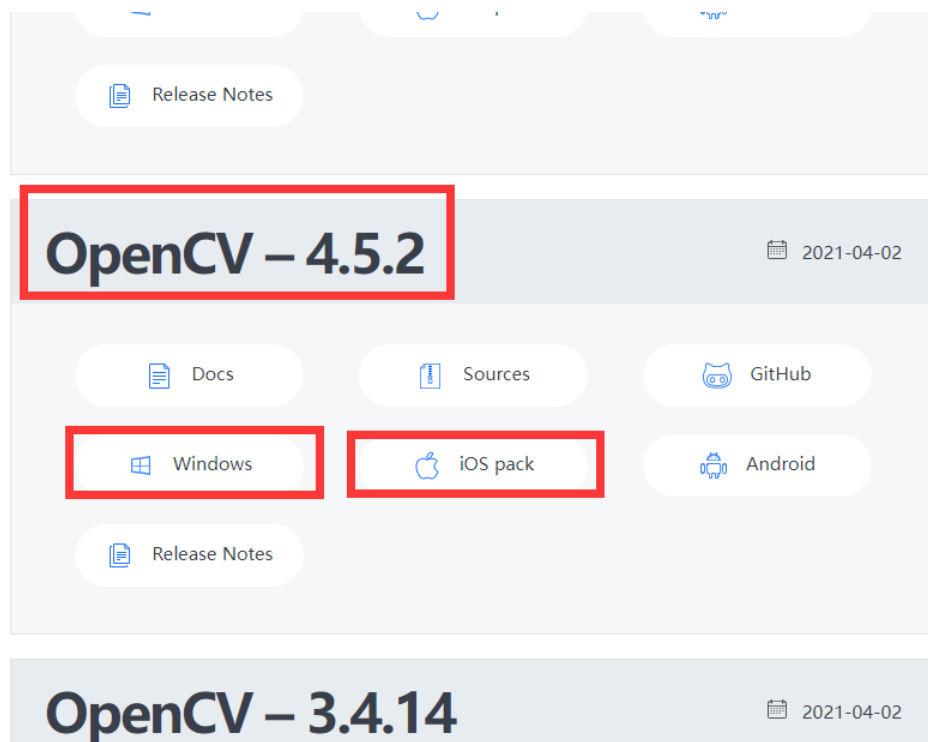 Release Notes
OpenCV – 4.5.2
2021-04-02
Docs
Sources
GitHub
Windows
iOS pack
Android
Release Notes
OpenCV – 3.4.14
2021-04-02